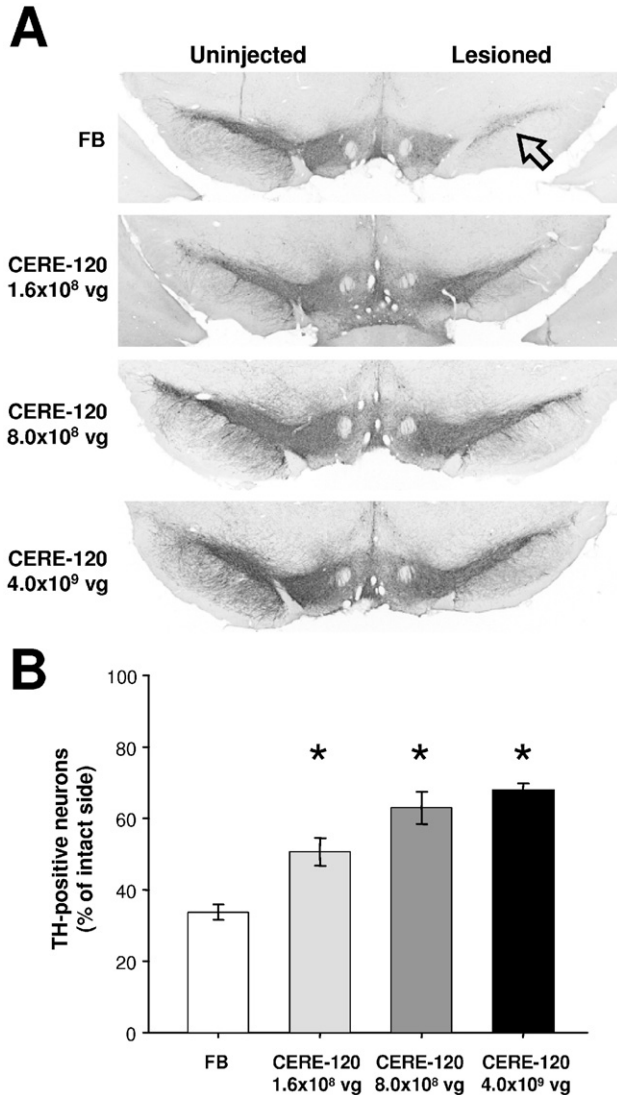 A
Uninjected Lesioned
FB
CERE-120
1.6x10⁸ vg
CERE-120
8.0x10⁸ vg
CERE-120
4.0x10⁹ vg
B
TH-positive neurons
(% of intact side)
100
80
60
40
20
0
* * *
FB CERE-120 CERE-120 CERE-120
1.6x10⁸ vg 8.0x10⁸ vg 4.0x10⁹ vg